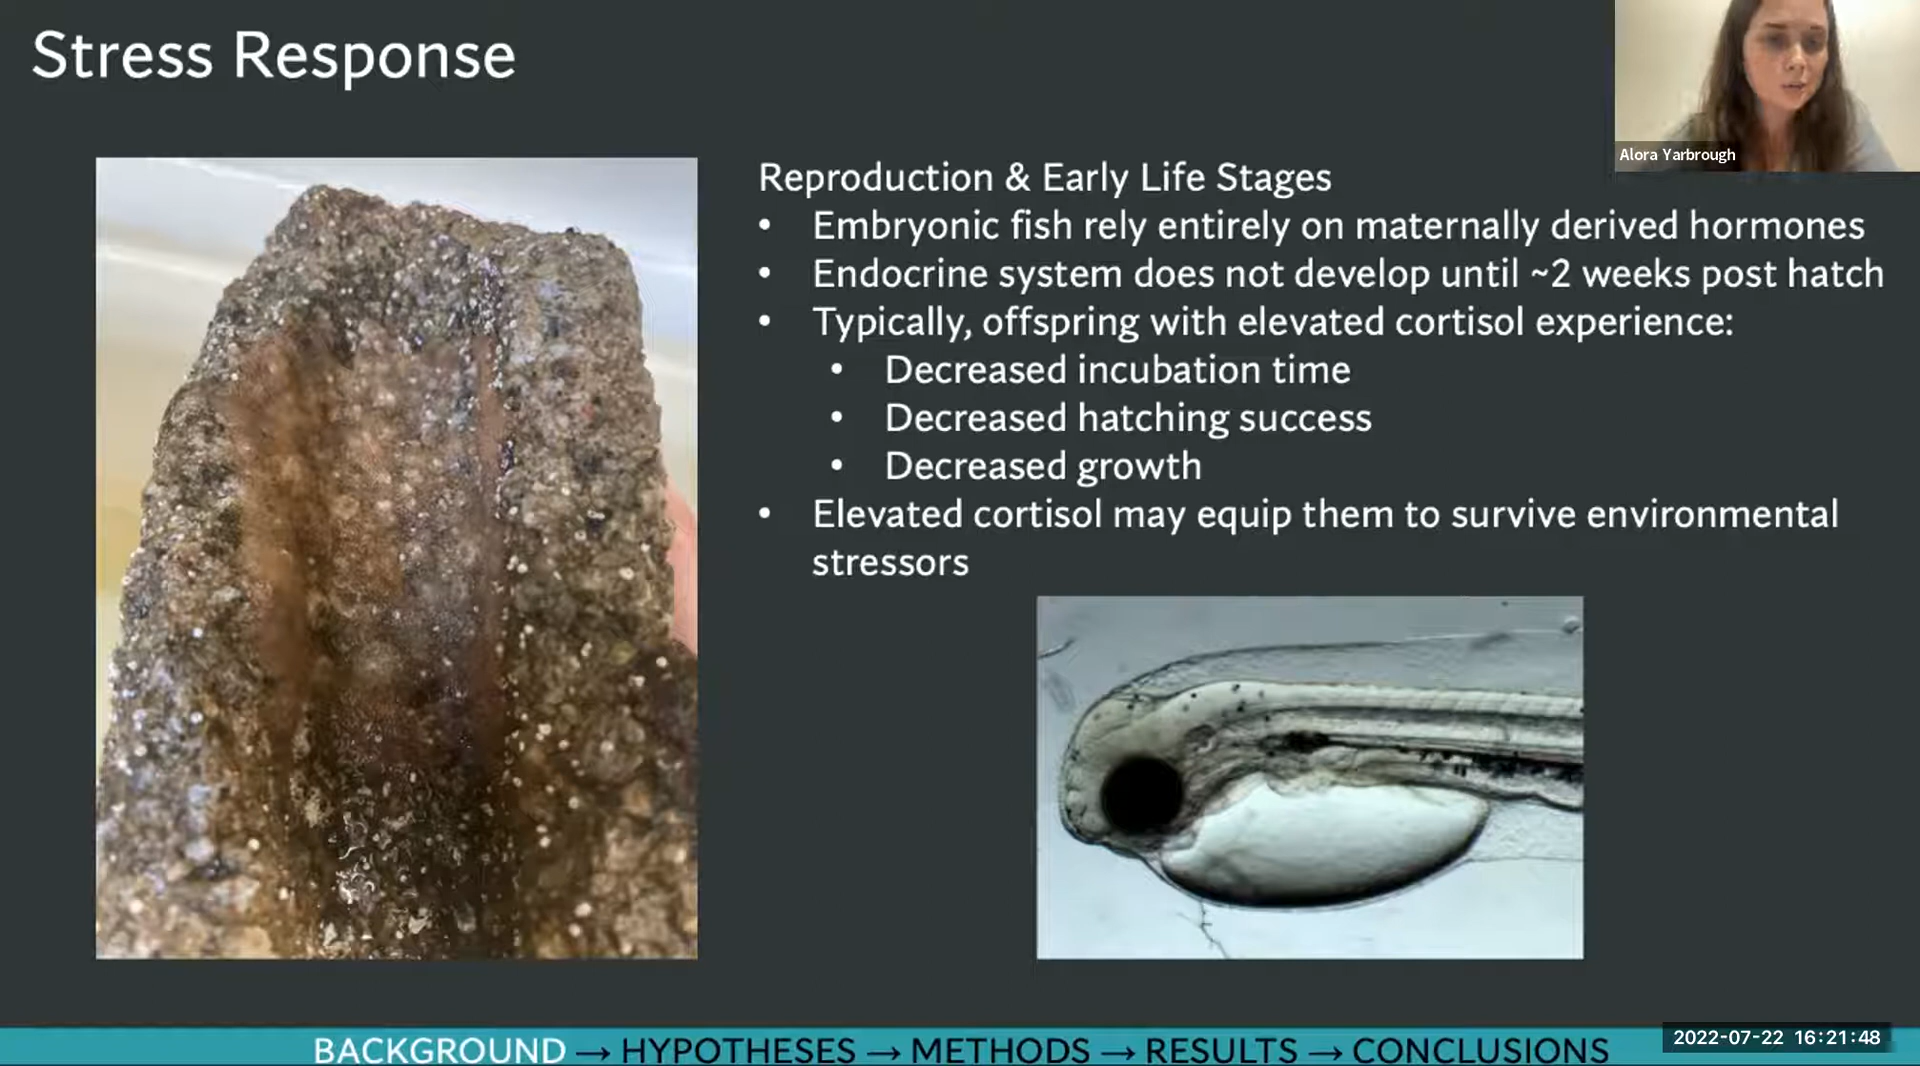 Stress Response
Alora Yarbrough
Reproduction & Early Life Stages
• Embryonic fish rely entirely on maternally derived hormones
• Endocrine system does not develop until ~2 weeks post hatch
• Typically, offspring with elevated cortisol experience:
• Decreased incubation time
• Decreased hatching success
• Decreased growth
• Elevated cortisol may equip them to survive environmental
stressors
BACKGROUND → HYPOTHESES → METHODS → RESULTS → CONCLUSIONS
2022-07-22 16:21:48